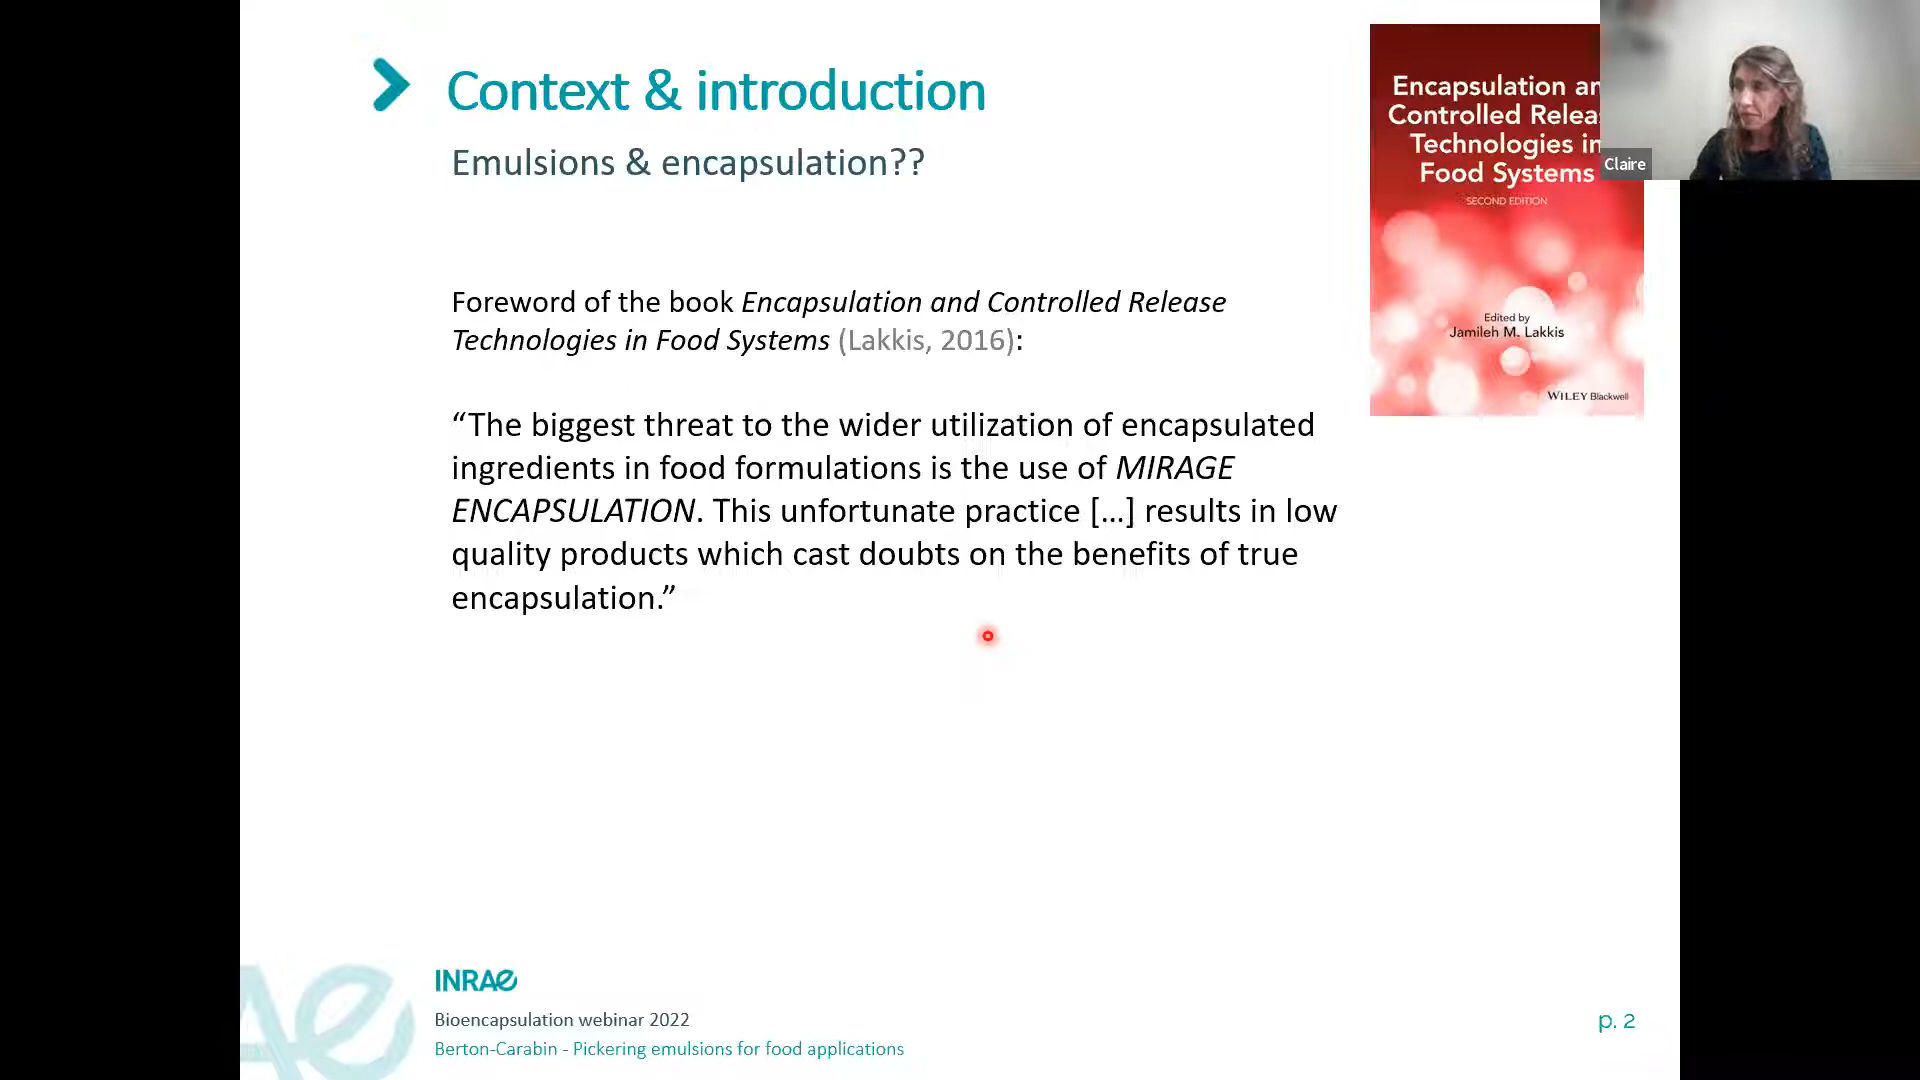 Context & introduction
Emulsions & encapsulation??
Foreword of the book Encapsulation and Controlled Release
Technologies in Food Systems (Lakkis, 2016):
“The biggest threat to the wider utilization of encapsulated
ingredients in food formulations is the use of MIRAGE
ENCAPSULATION. This unfortunate practice [...] results in low
quality products which cast doubts on the benefits of true
encapsulation.”
Encapsulation
Controlled
Technologies
Food Systems
SECOND EDITION
Edited by
Jamileh M. Lakkis
WILEY Blackwell
Claire
INRAE
Bioencapsulation webinar 2022
Berton-Carabin - Pickering emulsions for food applications
p. 2